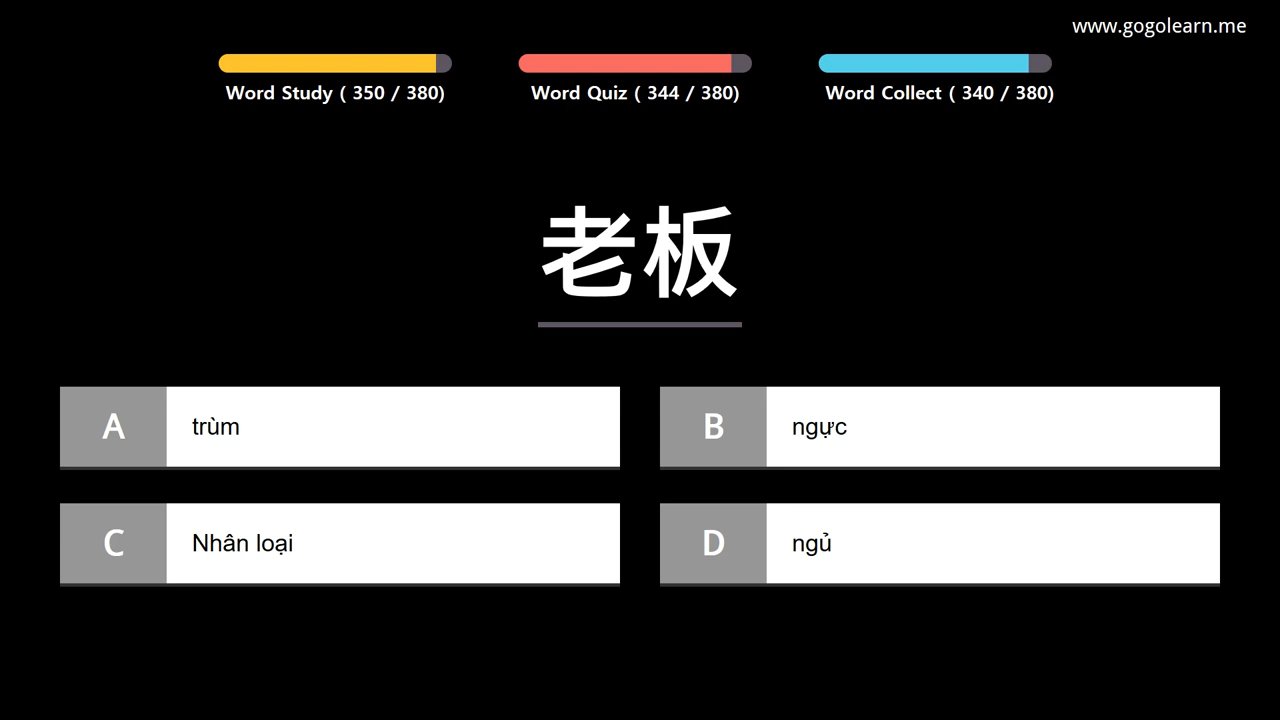 www.gogolearn.me
Word Study ( 350 / 380)
Word Quiz ( 344 / 380)
Word Collect ( 340 / 380)
老板
A trùm
B ngực
C Nhân loại
D ngủ